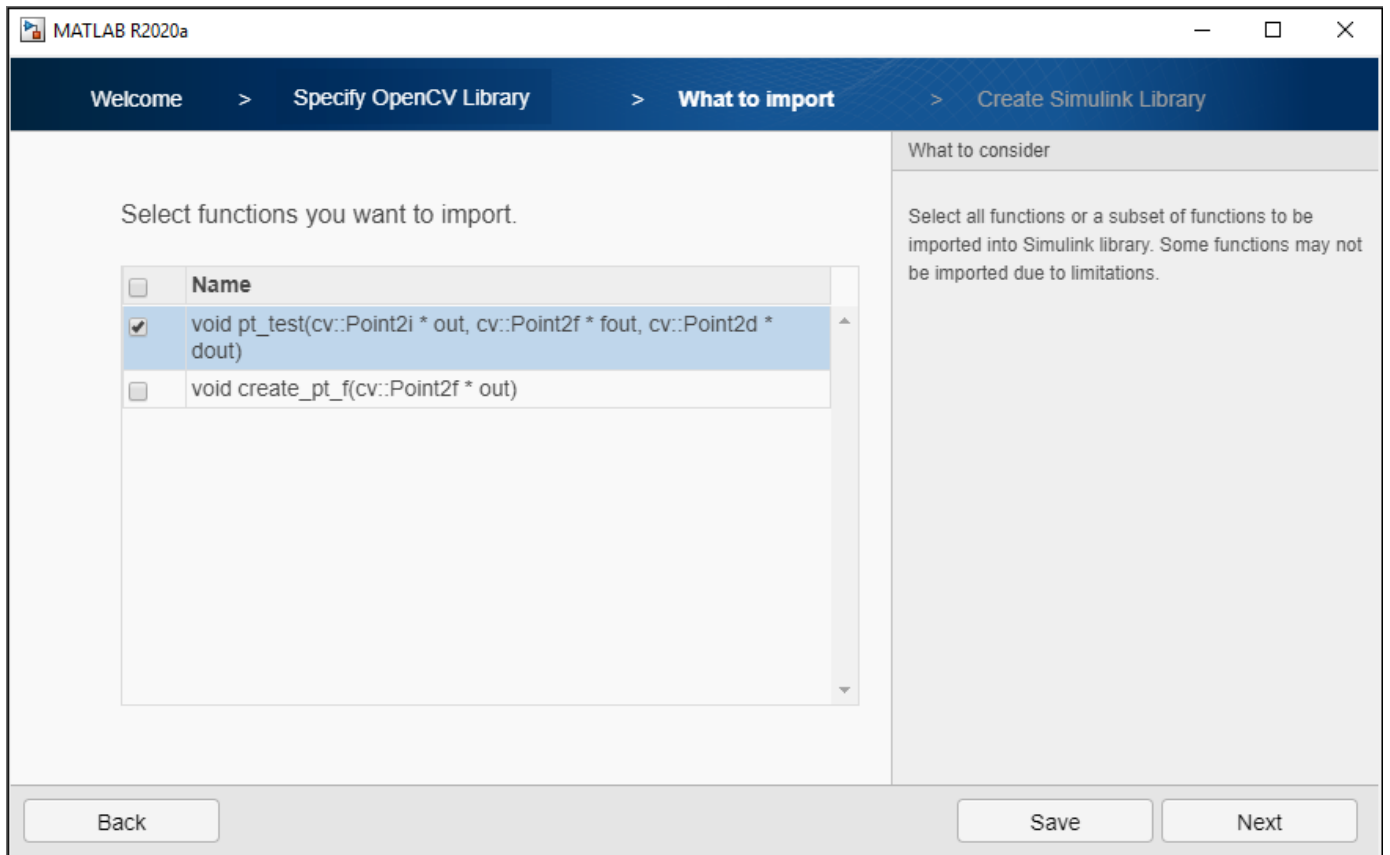 MATLAB R2020a
Welcome > Specify OpenCV Library > What to import > Create Simulink Library
What to consider
Select all functions or a subset of functions to be
imported into Simulink library. Some functions may not
be imported due to limitations.
Select functions you want to import.
Name
void pt_test(cv::Point2i * out, cv::Point2f * fout, cv::Point2d *
dout)
void create_pt_f(cv::Point2f * out)
Back
Save
Next